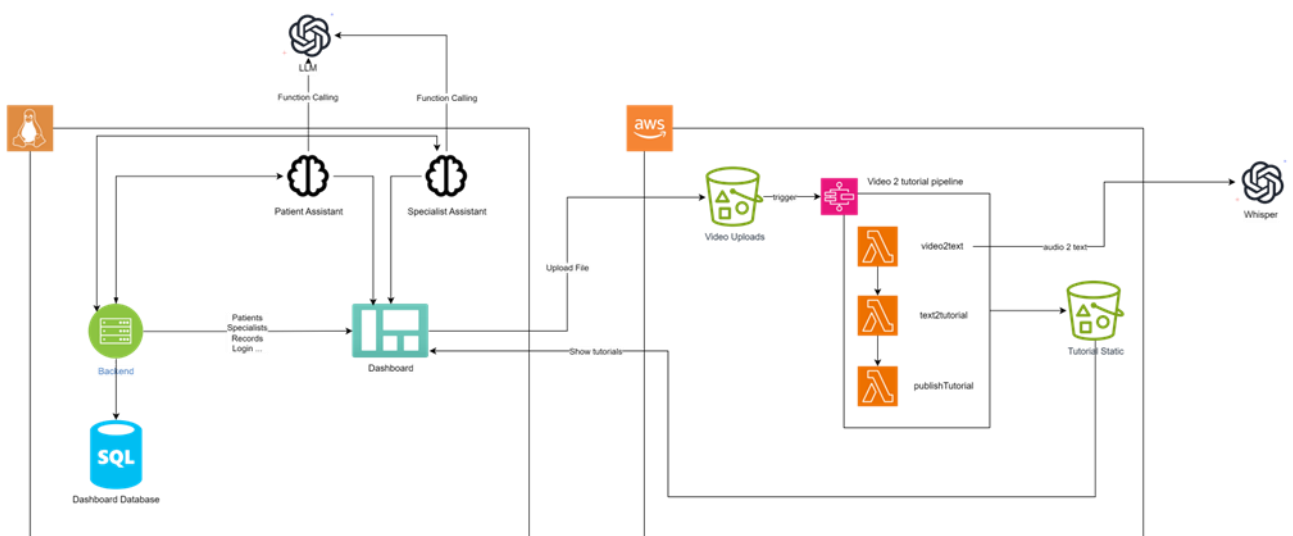 LLM
Function Calling
Function Calling
aws
Patient Assistant
Specialist Assistant
Video 2 tutorial pipeline
trigger
Video Uploads
Whisper
video2text
audio 2 text
Upload File
Patients
Specialists
Records
Login ...
text2tutorial
Backend
Dashboard
Show tutorials
Tutorial Static
publishTutorial
SQL
Dashboard Database